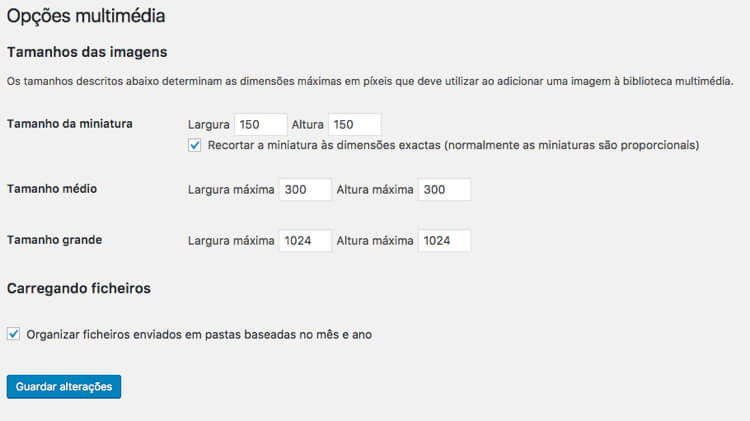 Opções multimédia
Tamanhos das imagens
Os tamanhos descritos abaixo determinam as dimensões máximas em píxeis que deve utilizar ao adicionar uma imagem à biblioteca multimédia.
Tamanho da miniatura Largura 150 Altura 150
Recortar a miniatura às dimensões exactas (normalmente as miniaturas são proporcionais)
Tamanho médio Largura máxima 300 Altura máxima 300
Tamanho grande Largura máxima 1024 Altura máxima 1024
Carregando ficheiros
Organizar ficheiros enviados em pastas baseadas no mês e ano
Guardar alterações